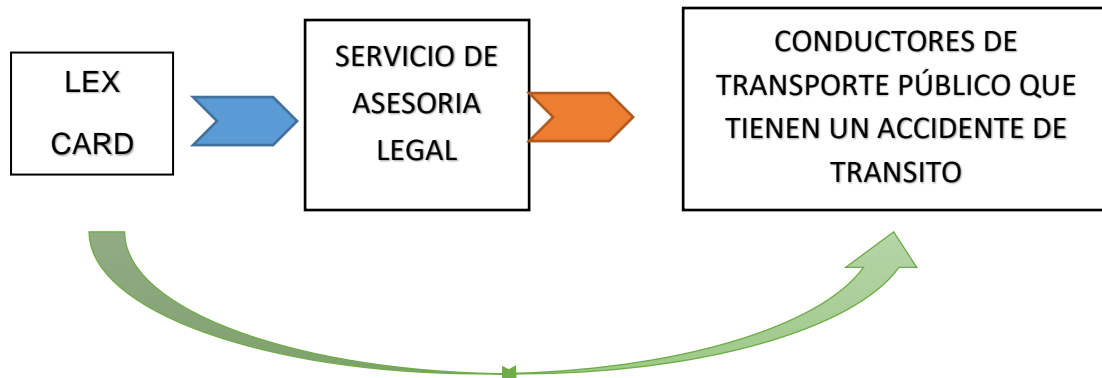 LEX
CARD
SERVICIO DE
ASESORIA
LEGAL
CONDUCTORES DE
TRANSPORTE PÚBLICO QUE
TIENEN UN ACCIDENTE DE
TRANSITO